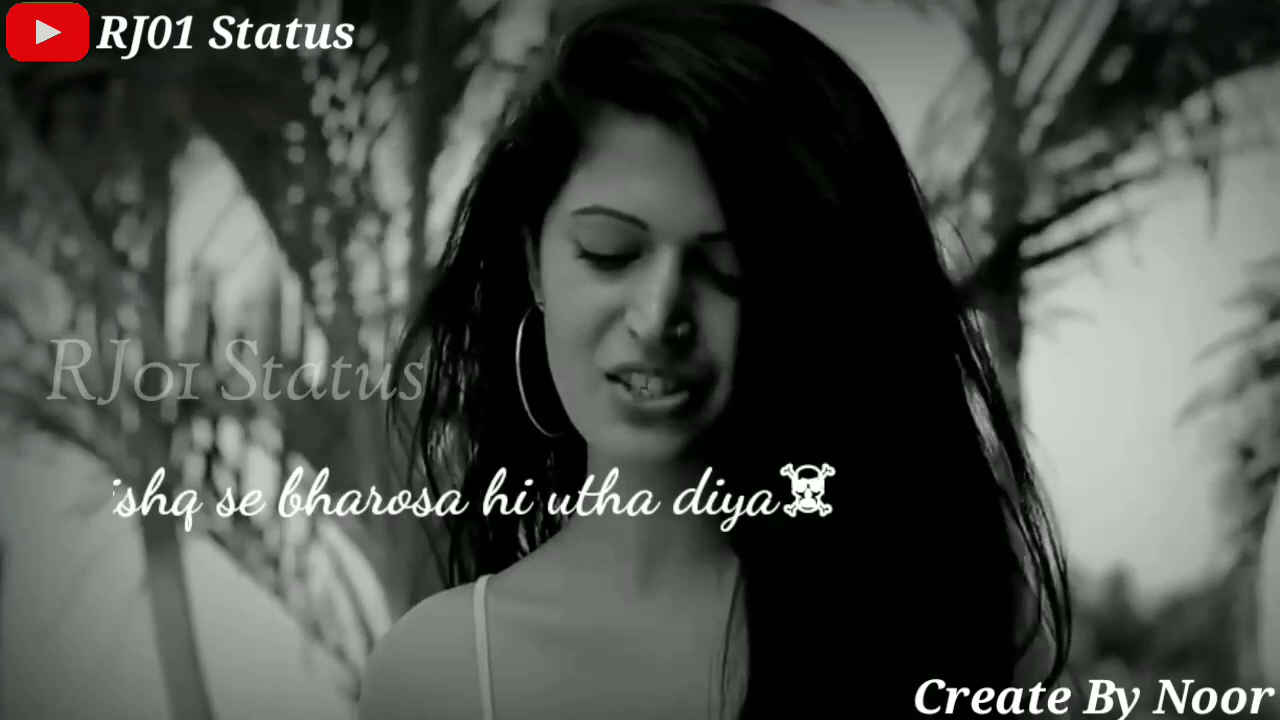 RJ01 Status
RJ01 Status
ishq se bharosa hi utha diya☠
Create By Noor